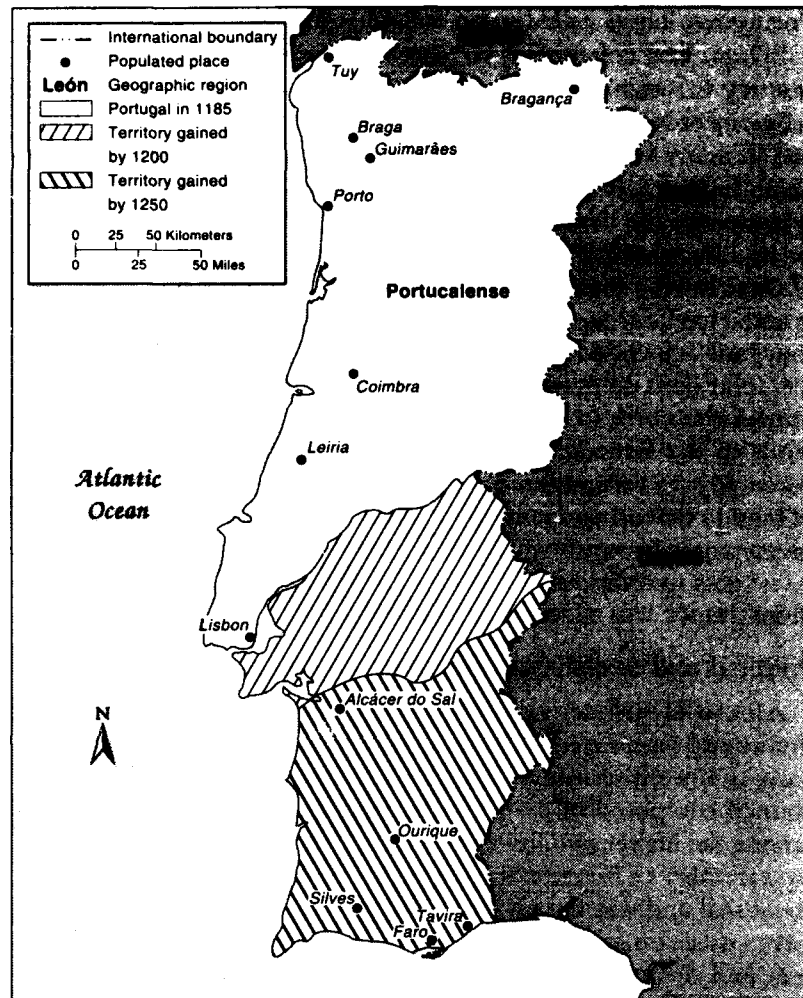 International boundary
Populated place
León Geographic region
Portugal in 1185
Territory gained
by 1200
Territory gained
by 1250
0 25 50 Kilometers
0 25 50 Miles
Tuy
Bragança
Braga
Guimarães
Porto
Portucalense
Coimbra
Leiria
Atlantic
Ocean
Lisbon
N
Alcácer do Sal
Ourique
Silves
Tavira
Faro